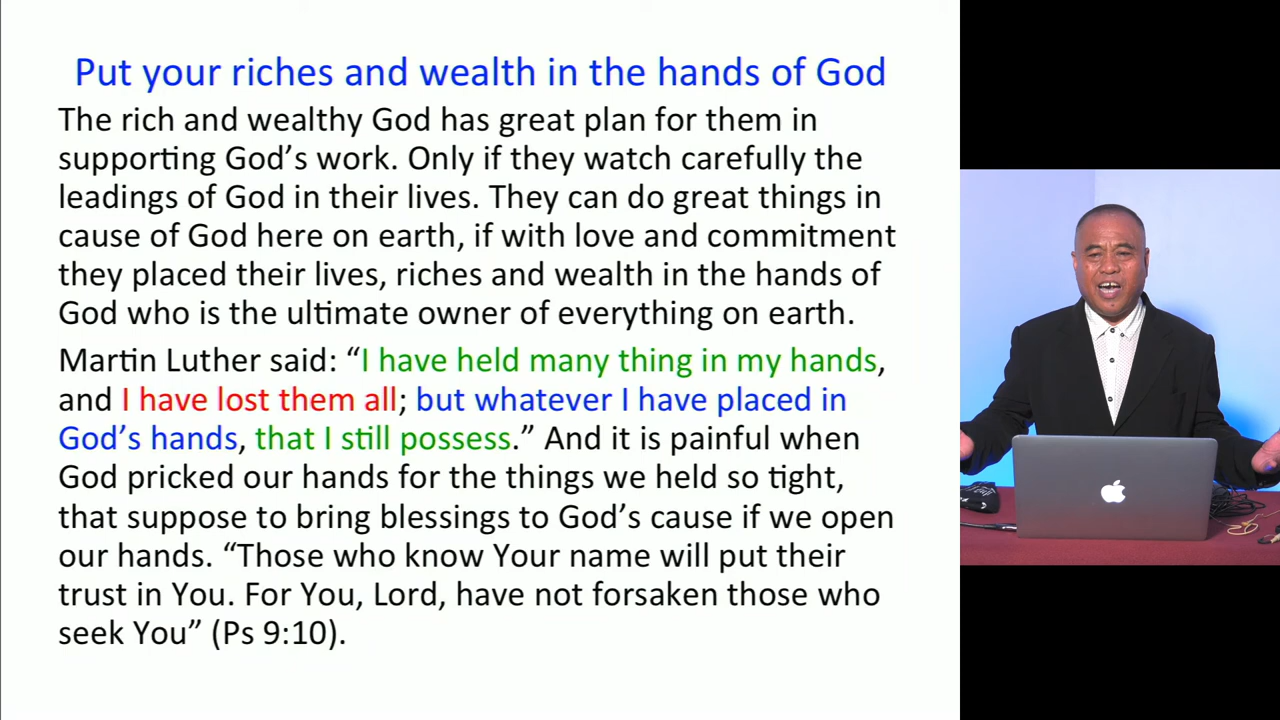 Put your riches and wealth in the hands of God
The rich and wealthy God has great plan for them in
supporting God's work. Only if they watch carefully the
leadings of God in their lives. They can do great things in
cause of God here on earth, if with love and commitment
they placed their lives, riches and wealth in the hands of
God who is the ultimate owner of everything on earth.
Martin Luther said: “I have held many thing in my hands,
and I have lost them all; but whatever I have placed in
God's hands, that I still possess.” And it is painful when
God pricked our hands for the things we held so tight,
that suppose to bring blessings to God's cause if we open
our hands. “Those who know Your name will put their
trust in You. For You, Lord, have not forsaken those who
seek You” (Ps 9:10).